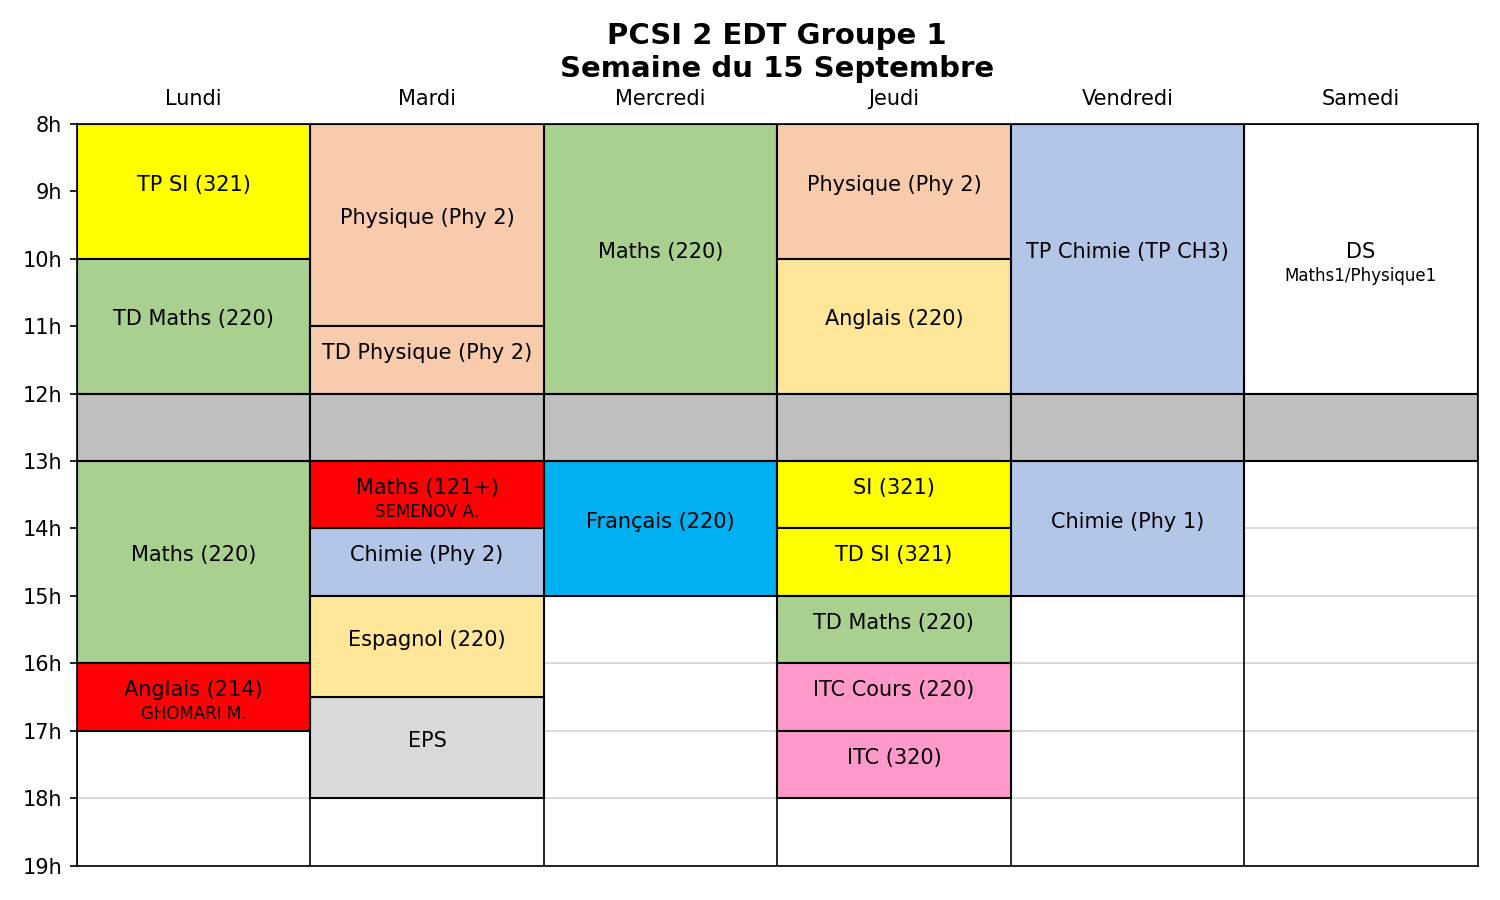 PCSI 2 EDT Groupe 1
Semaine du 15 Septembre
Lundi Mardi Mercredi Jeudi Vendredi Samedi
8h
9h
10h
11h
12h
13h
14h
15h
16h
17h
18h
19h
TP SI (321)
TD Maths (220)
Maths (220)
Anglais (214)
GHOMARI M.
Physique (Phy 2)
TD Physique (Phy 2)
Maths (121+)
SEMENOV A.
Chimie (Phy 2)
Espagnol (220)
EPS
Maths (220)
Français (220)
Physique (Phy 2)
Anglais (220)
SI (321)
TD SI (321)
TD Maths (220)
ITC Cours (220)
ITC (320)
TP Chimie (TP CH3)
Chimie (Phy 1)
DS
Maths1/Physique1